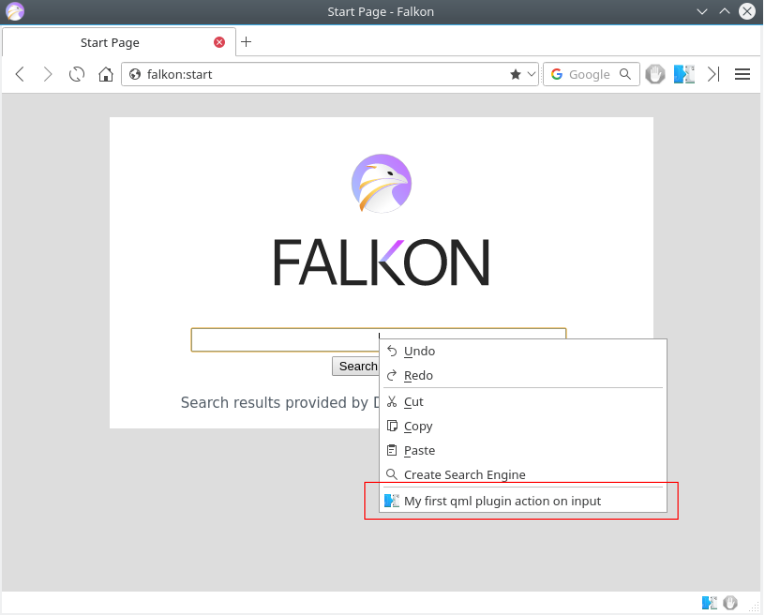 Start Page - Falkon
Start Page
falkon:start
Google
FALKON
Search
Search results provided by
Undo
Redo
Cut
Copy
Paste
Create Search Engine
My first qml plugin action on input